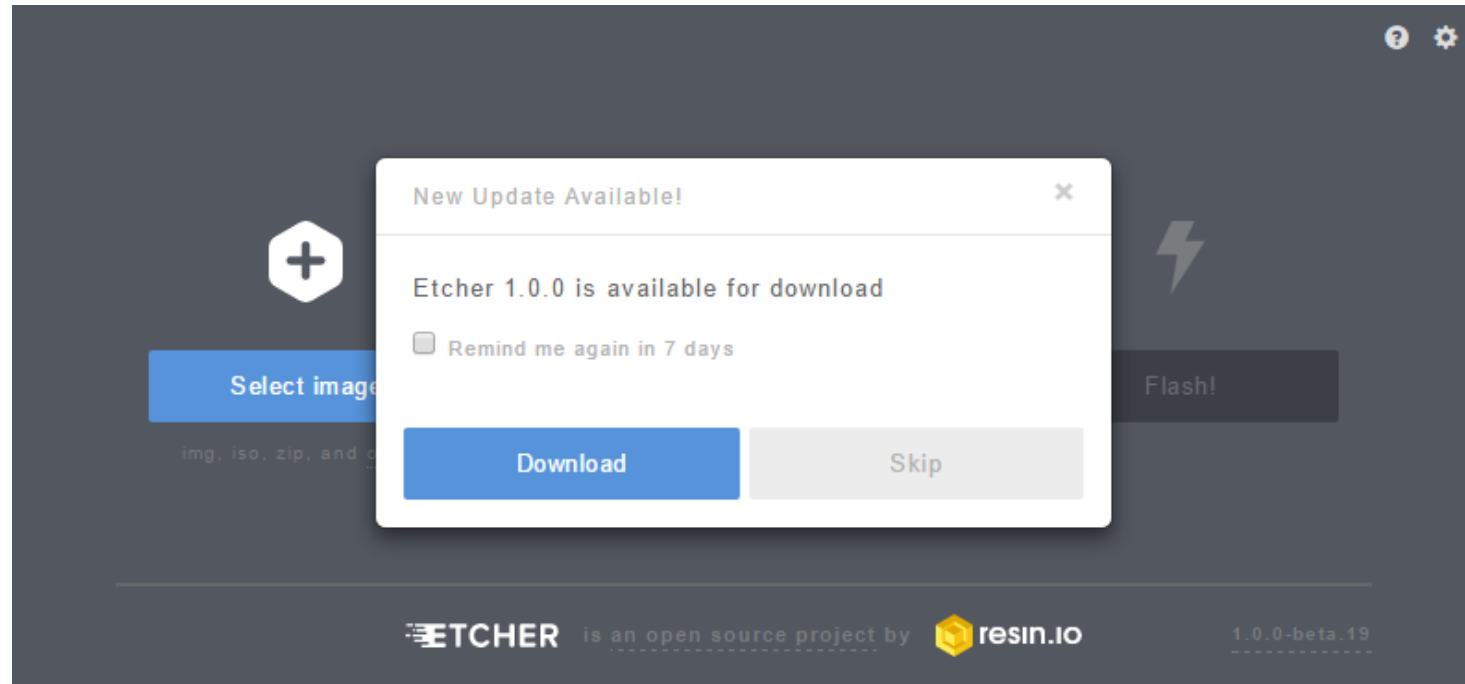 New Update Available!
Etcher 1.0.0 is available for download
Remind me again in 7 days
Select image
Flash!
img, iso, zip, and
Download
Skip
ETCHER is an open source project by resin.io
1.0.0-beta.19